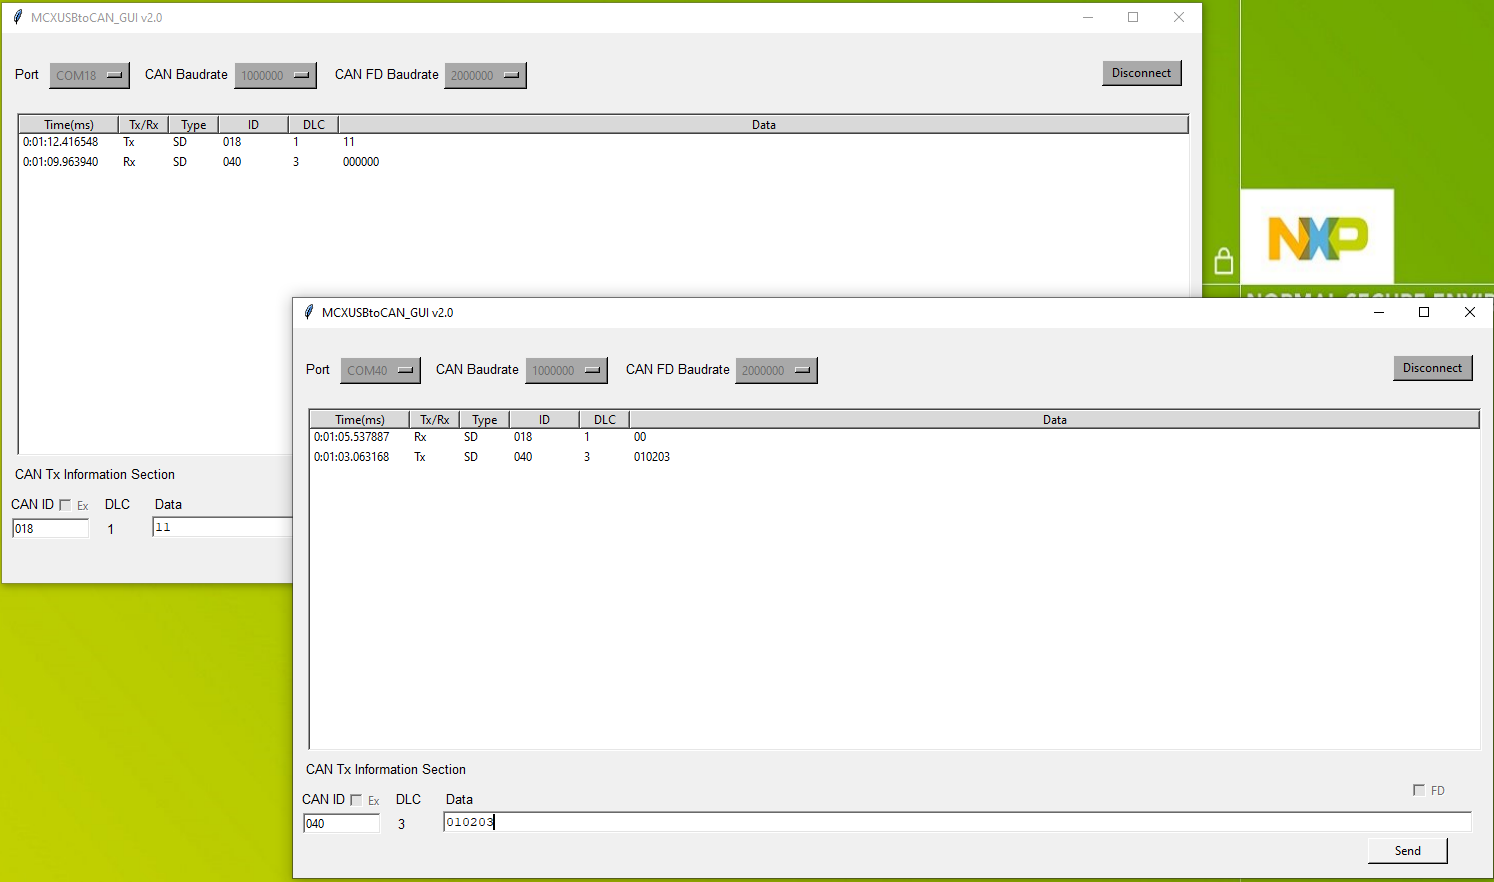 MCXUSBtoCAN_GUI v2.0
Port COM18 CAN Baudrate 1000000 CAN FD Baudrate 2000000 Disconnect
Time(ms) Tx/Rx Type ID DLC Data
0:01:12.416548 Tx SD 018 1 11
0:01:09.963940 Rx SD 040 3 000000
CAN Tx Information Section
CAN ID Ex DLC Data
018 1 11
NXP
MCXUSBtoCAN_GUI v2.0
Port COM40 CAN Baudrate 1000000 CAN FD Baudrate 2000000 Disconnect
Time(ms) Tx/Rx Type ID DLC Data
0:01:05.537887 Rx SD 018 1 00
0:01:03.063168 Tx SD 040 3 010203
CAN Tx Information Section
FD
CAN ID Ex DLC Data
040 3 010203
Send